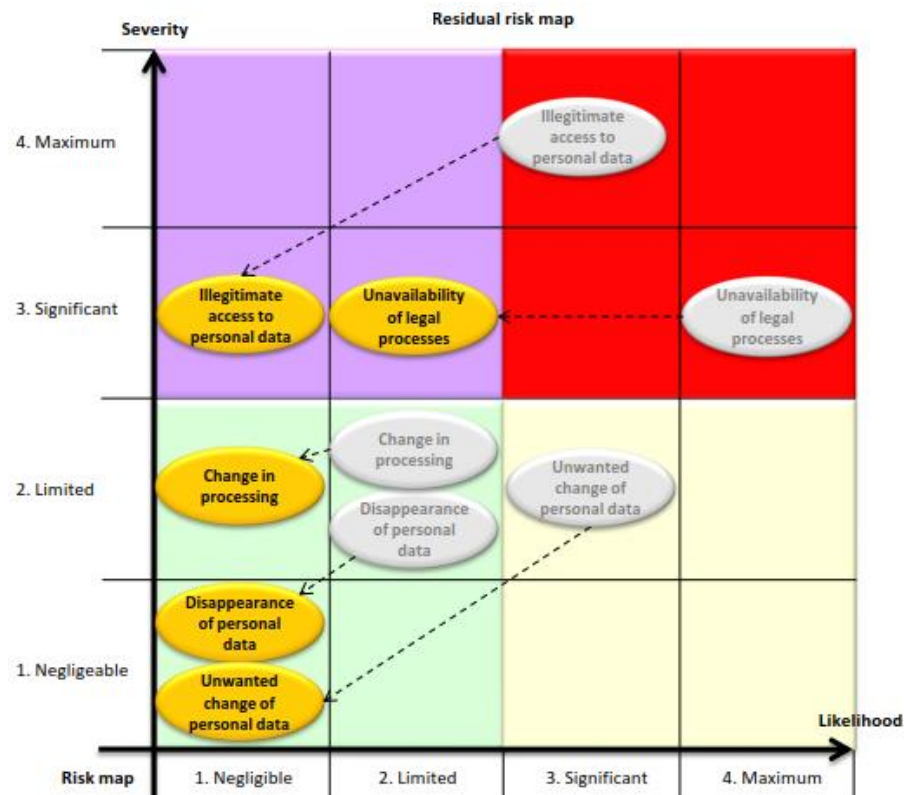 Residual risk map
Severity
4. Maximum
Illegitimate
access to
personal data
3. Significant
Illegitimate
access to
personal data
Unavailability
of legal
processes
Unavailability
of legal
processes
2. Limited
Change in
processing
Change in
processing
Disappearance
of personal
data
Unwanted
change of
personal data
1. Negligeable
Disappearance
of personal
data
Unwanted
change of
personal data
Likelihood
Risk map
1. Negligible
2. Limited
3. Significant
4. Maximum